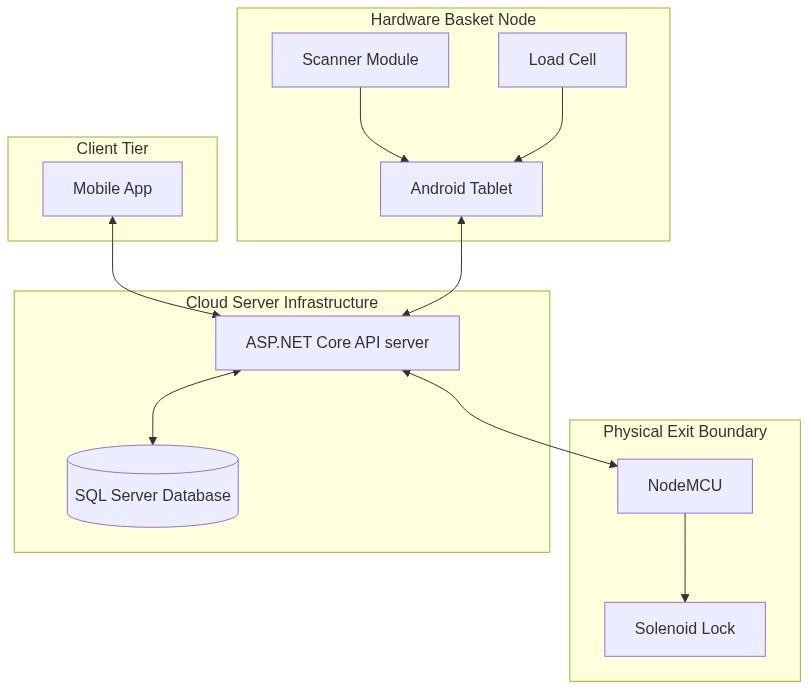 Hardware Basket Node
Scanner Module
Load Cell
Client Tier
Mobile App
Android Tablet
Cloud Server Infrastructure
ASP.NET Core API server
Physical Exit Boundary
NodeMCU
SQL Server Database
Solenoid Lock